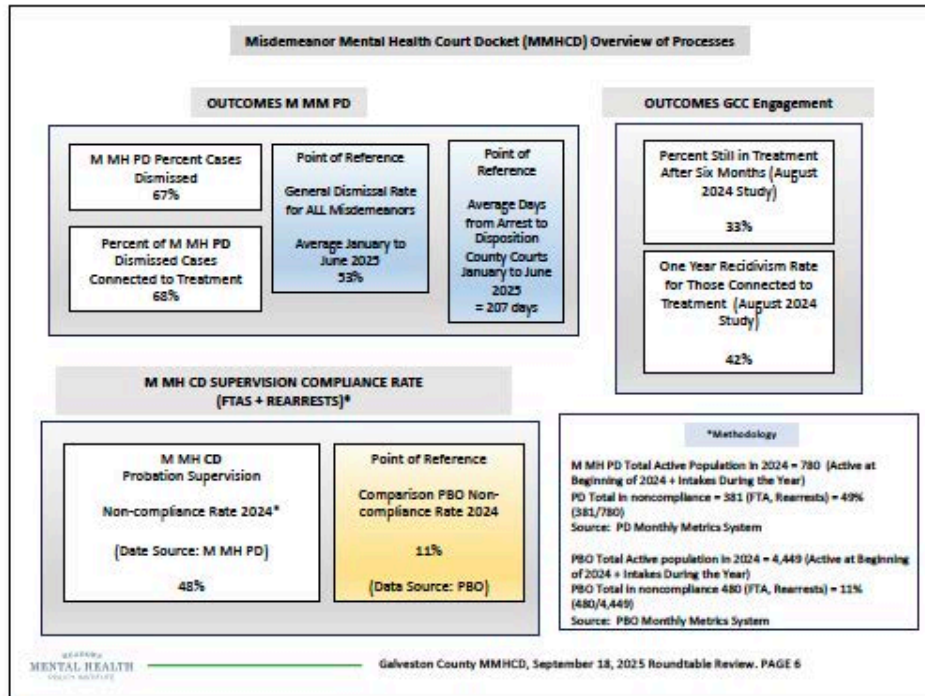 Misdemeanor Mental Health Court Docket (MMHCD) Overview of Processes
OUTCOMES M MM PD
M MH PD Percent Cases
Dismissed
67%
Percent of M MH PD
Dismissed Cases
Connected to Treatment
68%
Point of Reference
General Dismissal Rate
for ALL Misdemeanors
Average January to
June 2025
53%
Point of
Reference
Average Days
from Arrest to
Disposition
County Courts
January to June
2025
= 207 days
OUTCOMES GCC Engagement
Percent Still in Treatment
After Six Months (August
2024 Study)
33%
One Year Recidivism Rate
for Those Connected to
Treatment (August 2024
Study)
42%
M MH CD SUPERVISION COMPLIANCE RATE
(FTAS + REARRESTS)*
M MH CD
Probation Supervision
Non-compliance Rate 2024*
(Date Source: M MH PD)
48%
Point of Reference
Comparison PBO Non-
compliance Rate 2024
11%
(Data Source: PBO)
*Methodology
M MH PD Total Active Population in 2024 = 780 (Active at
Beginning of 2024 + Intakes During the Year)
PD Total in noncompliance = 381 (FTA, Rearrests) = 49%
(381/780)
Source: PD Monthly Metrics System
PBO Total Active population in 2024 = 4,449 (Active at Beginning
of 2024 + Intakes During the Year)
PBO Total in noncompliance 480 (FTA, Rearrests) = 11%
(480/4,449)
Source: PBO Monthly Metrics System
MEADOWS
MENTAL HEALTH
POLICY INSTITUTE
Galveston County MMHCD, September 18, 2025 Roundtable Review. PAGE 6